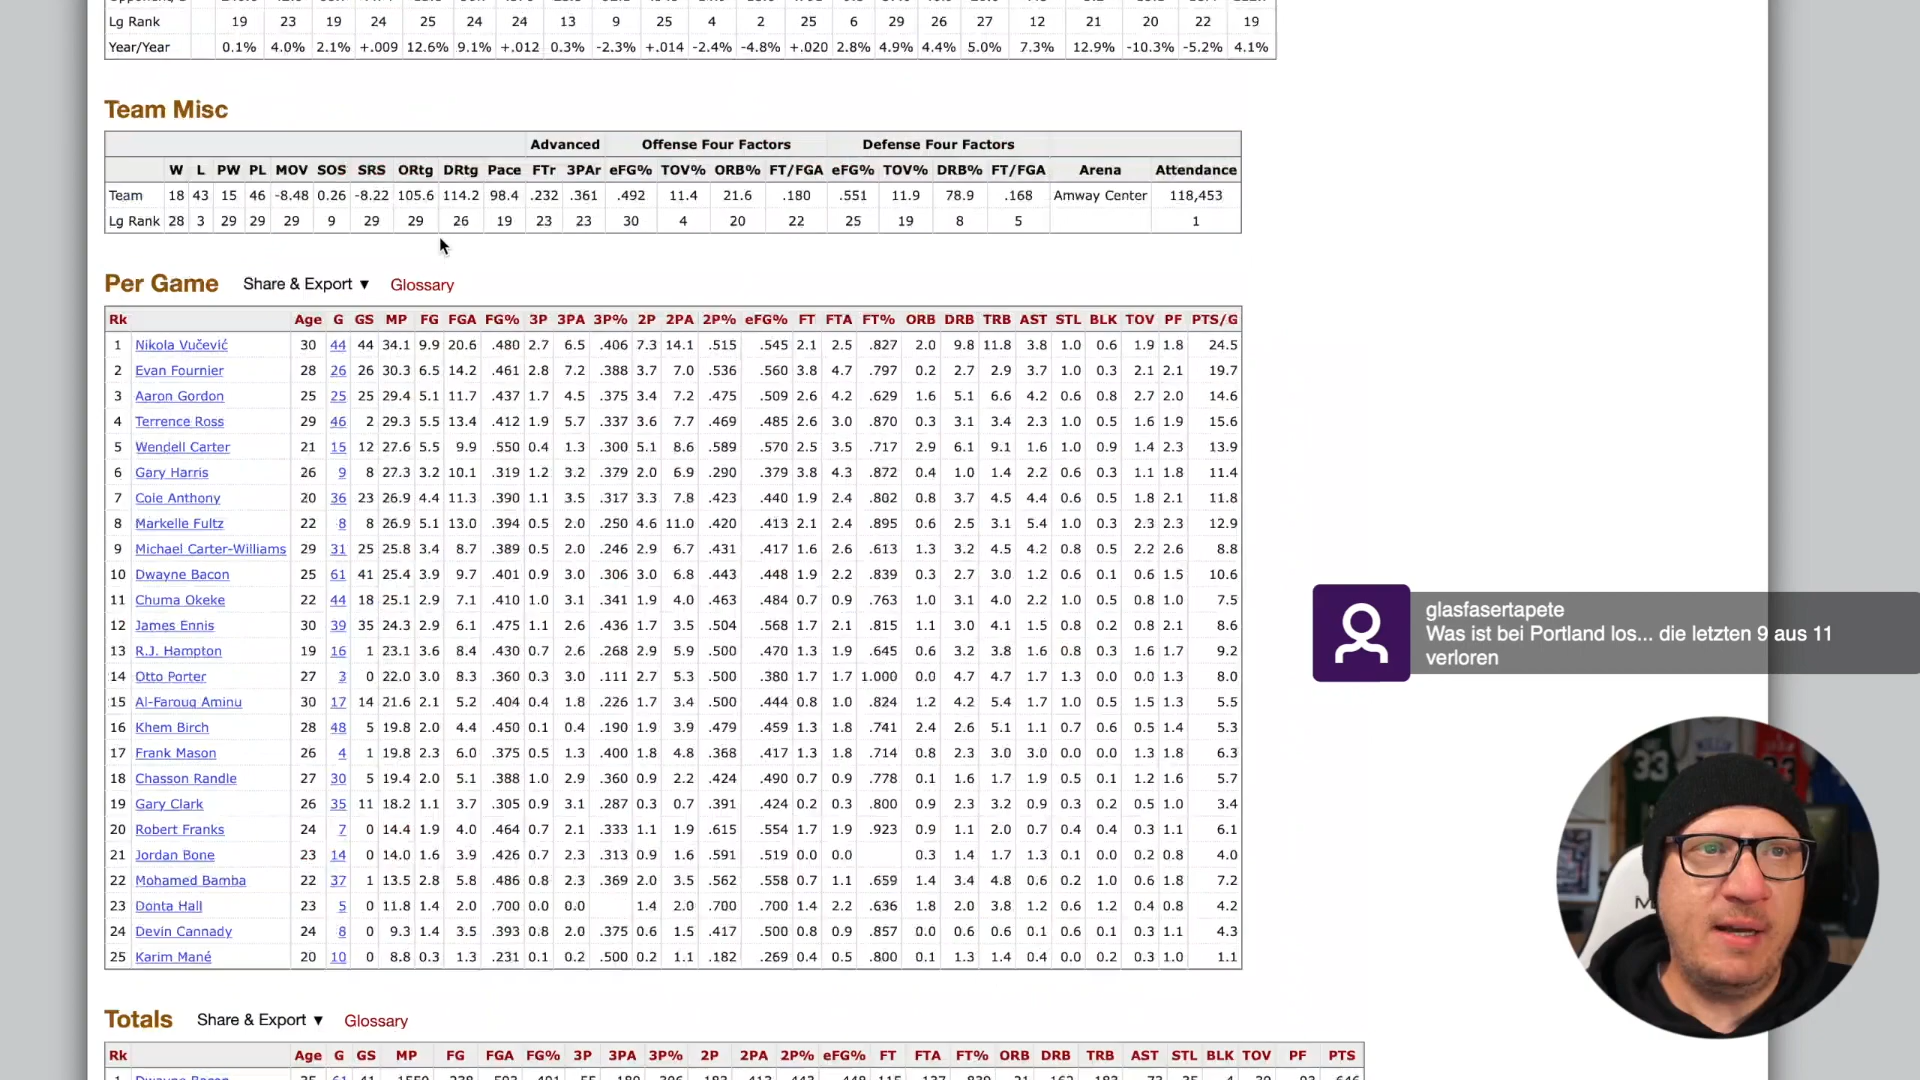 Lg Rank 19 23 19 24 25 24 24 13 9 25 4 2 25 6 29 26 27 12 21 20 22 19
Year/Year 0.1% 4.0% 2.1% +.009 12.6% 9.1% +.012 0.3% -2.3% +.014 -2.4% -4.8% +.020 2.8% 4.9% 4.4% 5.0% 7.3% 12.9% -10.3% -5.2% 4.1%
Team Misc
Advanced Offense Four Factors Defense Four Factors
W L PW PL MOV SOS SRS ORtg DRtg Pace FTr 3PAr eFG% TOV% ORB% FT/FGA eFG% TOV% DRB% FT/FGA Arena Attendance
Team 18 43 15 46 -8.48 0.26 -8.22 105.6 114.2 98.4 .232 .361 .492 11.4 21.6 .180 .551 11.9 78.9 .168 Amway Center 118,453
Lg Rank 28 3 29 29 29 9 29 29 26 19 23 23 30 4 20 22 25 19 8 5 1
Per Game Share & Export ▼ Glossary
Rk Age G GS MP FG FGA FG% 3P 3PA 3P% 2P 2PA 2P% eFG% FT FTA FT% ORB DRB TRB AST STL BLK TOV PF PTS/G
1 Nikola Vučević 30 44 44 34.1 9.9 20.6 .480 2.7 6.5 .406 7.3 14.1 .515 .545 2.1 2.5 .827 2.0 9.8 11.8 3.8 1.0 0.6 1.9 1.8 24.5
2 Evan Fournier 28 26 26 30.3 6.5 14.2 .461 2.8 7.2 .388 3.7 7.0 .536 .560 3.8 4.7 .797 0.2 2.7 2.9 3.7 1.0 0.3 2.1 2.1 19.7
3 Aaron Gordon 25 25 25 29.4 5.1 11.7 .437 1.7 4.5 .375 3.4 7.2 .475 .509 2.6 4.2 .629 1.6 5.1 6.6 4.2 0.6 0.8 2.7 2.0 14.6
4 Terrence Ross 29 46 2 29.3 5.5 13.4 .412 1.9 5.7 .337 3.6 7.7 .469 .485 2.6 3.0 .870 0.3 3.1 3.4 2.3 1.0 0.5 1.6 1.9 15.6
5 Wendell Carter 21 15 12 27.6 5.5 9.9 .550 0.4 1.3 .300 5.1 8.6 .589 .570 2.5 3.5 .717 2.9 6.1 9.1 1.6 1.0 0.9 1.4 2.3 13.9
6 Gary Harris 26 9 8 27.3 3.2 10.1 .319 1.2 3.2 .379 2.0 6.9 .290 .379 3.8 4.3 .872 0.4 1.0 1.4 2.2 0.6 0.3 1.1 1.8 11.4
7 Cole Anthony 20 36 23 26.9 4.4 11.3 .390 1.1 3.5 .317 3.3 7.8 .423 .440 1.9 2.4 .802 0.8 3.7 4.5 4.4 0.6 0.5 1.8 2.1 11.8
8 Markelle Fultz 22 8 8 26.9 5.1 13.0 .394 0.5 2.0 .250 4.6 11.0 .420 .413 2.1 2.4 .895 0.6 2.5 3.1 5.4 1.0 0.3 2.3 2.3 12.9
9 Michael Carter-Williams 29 31 25 25.8 3.4 8.7 .389 0.5 2.0 .246 2.9 6.7 .431 .417 1.6 2.6 .613 1.3 3.2 4.5 4.2 0.8 0.5 2.2 2.6 8.8
10 Dwayne Bacon 25 61 41 25.4 3.9 9.7 .401 0.9 3.0 .306 3.0 6.8 .443 .448 1.9 2.2 .839 0.3 2.7 3.0 1.2 0.6 0.1 0.6 1.5 10.6
11 Chuma Okeke 22 44 18 25.1 2.9 7.1 .410 1.0 3.1 .341 1.9 4.0 .463 .484 0.7 0.9 .763 1.0 3.1 4.0 2.2 1.0 0.5 0.8 1.0 7.5
12 James Ennis 30 39 35 24.3 2.9 6.1 .475 1.1 2.6 .436 1.7 3.5 .504 .568 1.7 2.1 .815 1.1 3.0 4.1 1.5 0.8 0.2 0.8 2.1 8.6
13 R.J. Hampton 19 16 1 23.1 3.6 8.4 .430 0.7 2.6 .268 2.9 5.9 .500 .470 1.3 1.9 .645 0.6 3.2 3.8 1.6 0.8 0.3 1.6 1.7 9.2
14 Otto Porter 27 3 0 22.0 3.0 8.3 .360 0.3 3.0 .111 2.7 5.3 .500 .380 1.7 1.7 1.000 0.0 4.7 4.7 1.7 1.3 0.0 0.0 1.3 8.0
15 Al-Farouq Aminu 30 17 14 21.6 2.1 5.2 .404 0.4 1.8 .226 1.7 3.4 .500 .444 0.8 1.0 .824 1.2 4.2 5.4 1.7 1.0 0.5 1.5 1.3 5.5
16 Khem Birch 28 48 5 19.8 2.0 4.4 .450 0.1 0.4 .190 1.9 3.9 .479 .459 1.3 1.8 .741 2.4 2.6 5.1 1.1 0.7 0.6 0.5 1.4 5.3
17 Frank Mason 26 4 1 19.8 2.3 6.0 .375 0.5 1.3 .400 1.8 4.8 .368 .417 1.3 1.8 .714 0.8 2.3 3.0 3.0 0.0 0.0 1.3 1.8 6.3
18 Chasson Randle 27 30 5 19.4 2.0 5.1 .388 1.0 2.9 .360 0.9 2.2 .424 .490 0.7 0.9 .778 0.1 1.6 1.7 1.9 0.5 0.1 1.2 1.6 5.7
19 Gary Clark 26 35 11 18.2 1.1 3.7 .305 0.9 3.1 .287 0.3 0.7 .391 .424 0.2 0.3 .800 0.9 2.3 3.2 0.9 0.3 0.2 0.5 1.0 3.4
20 Robert Franks 24 7 0 14.4 1.9 4.0 .464 0.7 2.1 .333 1.1 1.9 .615 .554 1.7 1.9 .923 0.9 1.1 2.0 0.7 0.4 0.4 0.3 1.1 6.1
21 Jordan Bone 23 14 0 14.0 1.6 3.9 .426 0.7 2.3 .313 0.9 1.6 .591 .519 0.0 0.0 0.3 1.4 1.7 1.3 0.1 0.0 0.2 0.8 4.0
22 Mohamed Bamba 22 37 1 13.5 2.8 5.8 .486 0.8 2.3 .369 2.0 3.5 .562 .558 0.7 1.1 .659 1.4 3.4 4.8 0.6 0.2 1.0 0.6 1.8 7.2
23 Donta Hall 23 5 0 11.8 1.4 2.0 .700 0.0 0.0 1.4 2.0 .700 .700 1.4 2.2 .636 1.8 2.0 3.8 1.2 0.6 1.2 0.4 0.8 4.2
24 Devin Cannady 24 8 0 9.3 1.4 3.5 .393 0.8 2.0 .375 0.6 1.5 .417 .500 0.8 0.9 .857 0.0 0.6 0.6 0.1 0.6 0.1 0.3 1.1 4.3
25 Karim Mané 20 10 0 8.8 0.3 1.3 .231 0.1 0.2 .500 0.2 1.1 .182 .269 0.4 0.5 .800 0.1 1.3 1.4 0.4 0.0 0.2 0.3 1.0 1.1
glasfasertapete
Was ist bei Portland los... die letzten 9 aus 11
verloren
33
Totals Share & Export ▼ Glossary
Rk Age G GS MP FG FGA FG% 3P 3PA 3P% 2P 2PA 2P% eFG% FT FTA FT% ORB DRB TRB AST STL BLK TOV PF PTS